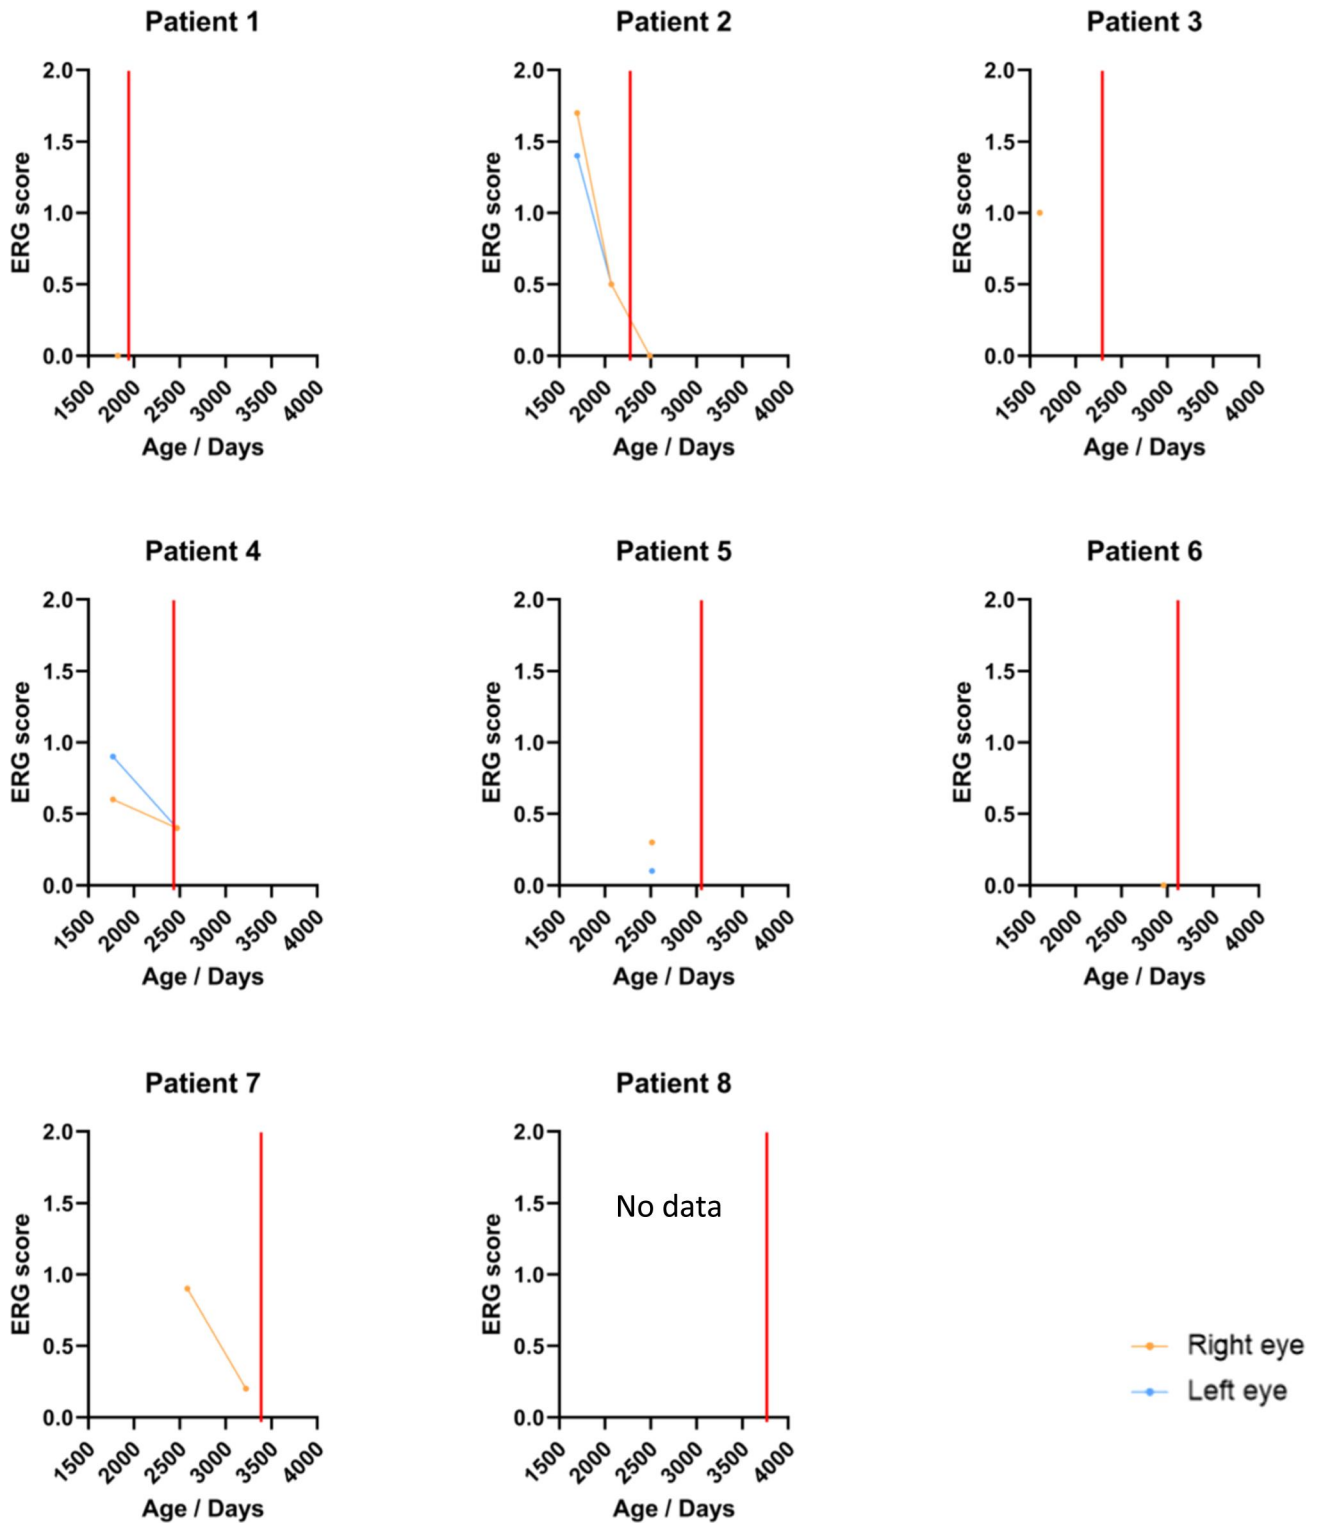 Patient 1
2.0
1.5
1.0
0.5
0.0
ERG score
1500 2000 2500 3000 3500 4000
Age / Days
Patient 2
2.0
1.5
1.0
0.5
0.0
ERG score
1500 2000 2500 3000 3500 4000
Age / Days
Patient 3
2.0
1.5
1.0
0.5
0.0
ERG score
1500 2000 2500 3000 3500 4000
Age / Days
Patient 4
2.0
1.5
1.0
0.5
0.0
ERG score
1500 2000 2500 3000 3500 4000
Age / Days
Patient 5
2.0
1.5
1.0
0.5
0.0
ERG score
1500 2000 2500 3000 3500 4000
Age / Days
Patient 6
2.0
1.5
1.0
0.5
0.0
ERG score
1500 2000 2500 3000 3500 4000
Age / Days
Patient 7
2.0
1.5
1.0
0.5
0.0
ERG score
1500 2000 2500 3000 3500 4000
Age / Days
Patient 8
2.0
1.5
1.0
0.5
0.0
ERG score
No data
1500 2000 2500 3000 3500 4000
Age / Days
Right eye
Left eye